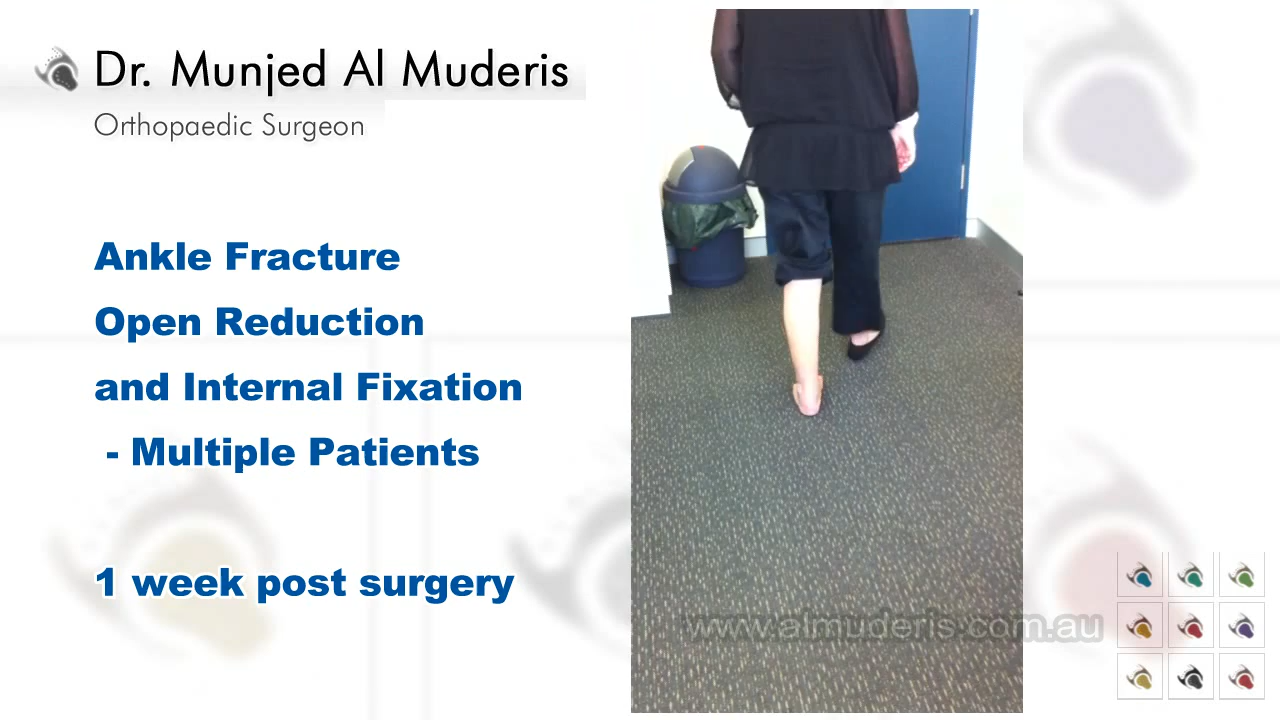 Dr. Munjed Al Muderis
Orthopaedic Surgeon
Ankle Fracture
Open Reduction
and Internal Fixation
- Multiple Patients
1 week post surgery
www.almuderis.com.au